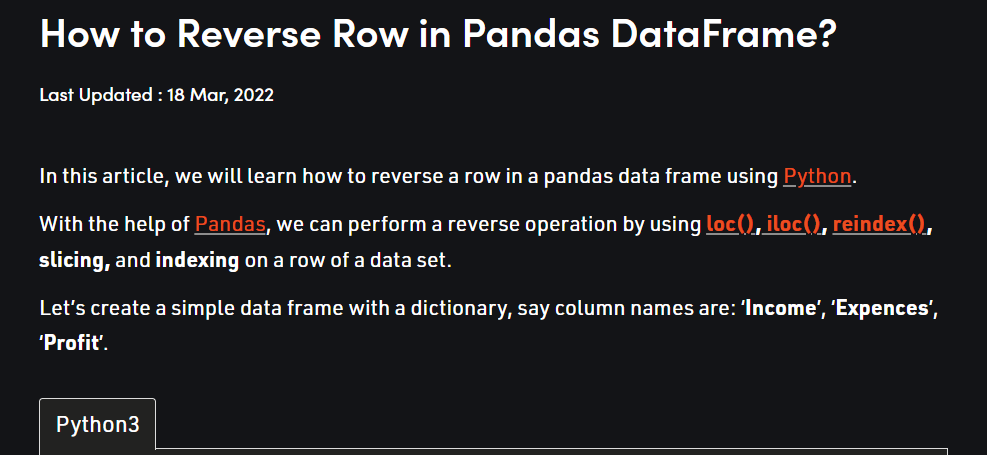 How to Reverse Row in Pandas DataFrame?
Last Updated : 18 Mar, 2022
In this article, we will learn how to reverse a row in a pandas data frame using Python.
With the help of Pandas, we can perform a reverse operation by using loc(), iloc(), reindex(),
slicing, and indexing on a row of a data set.
Let’s create a simple data frame with a dictionary, say column names are: ‘Income’, ‘Expences’,
‘Profit’.
Python3